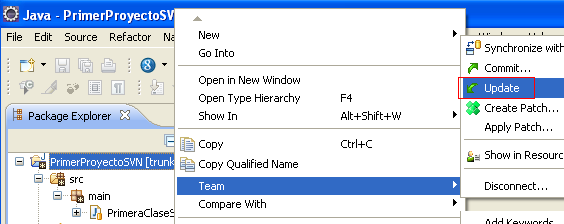 Java - PrimerProyectoSVN
File Edit Source Refactor
New
Go Into
Open in New Window
Open Type Hierarchy F4
Show In Alt+Shift+W
Copy Ctrl+C
Copy Qualified Name
Team
Compare With
Synchronize with
Commit...
Update
Create Patch...
Apply Patch...
Show in Resourc
Disconnect...
Add Keywords
Package Explorer
PrimerProyectoSVN [trunk
src
main
PrimeraClaseS